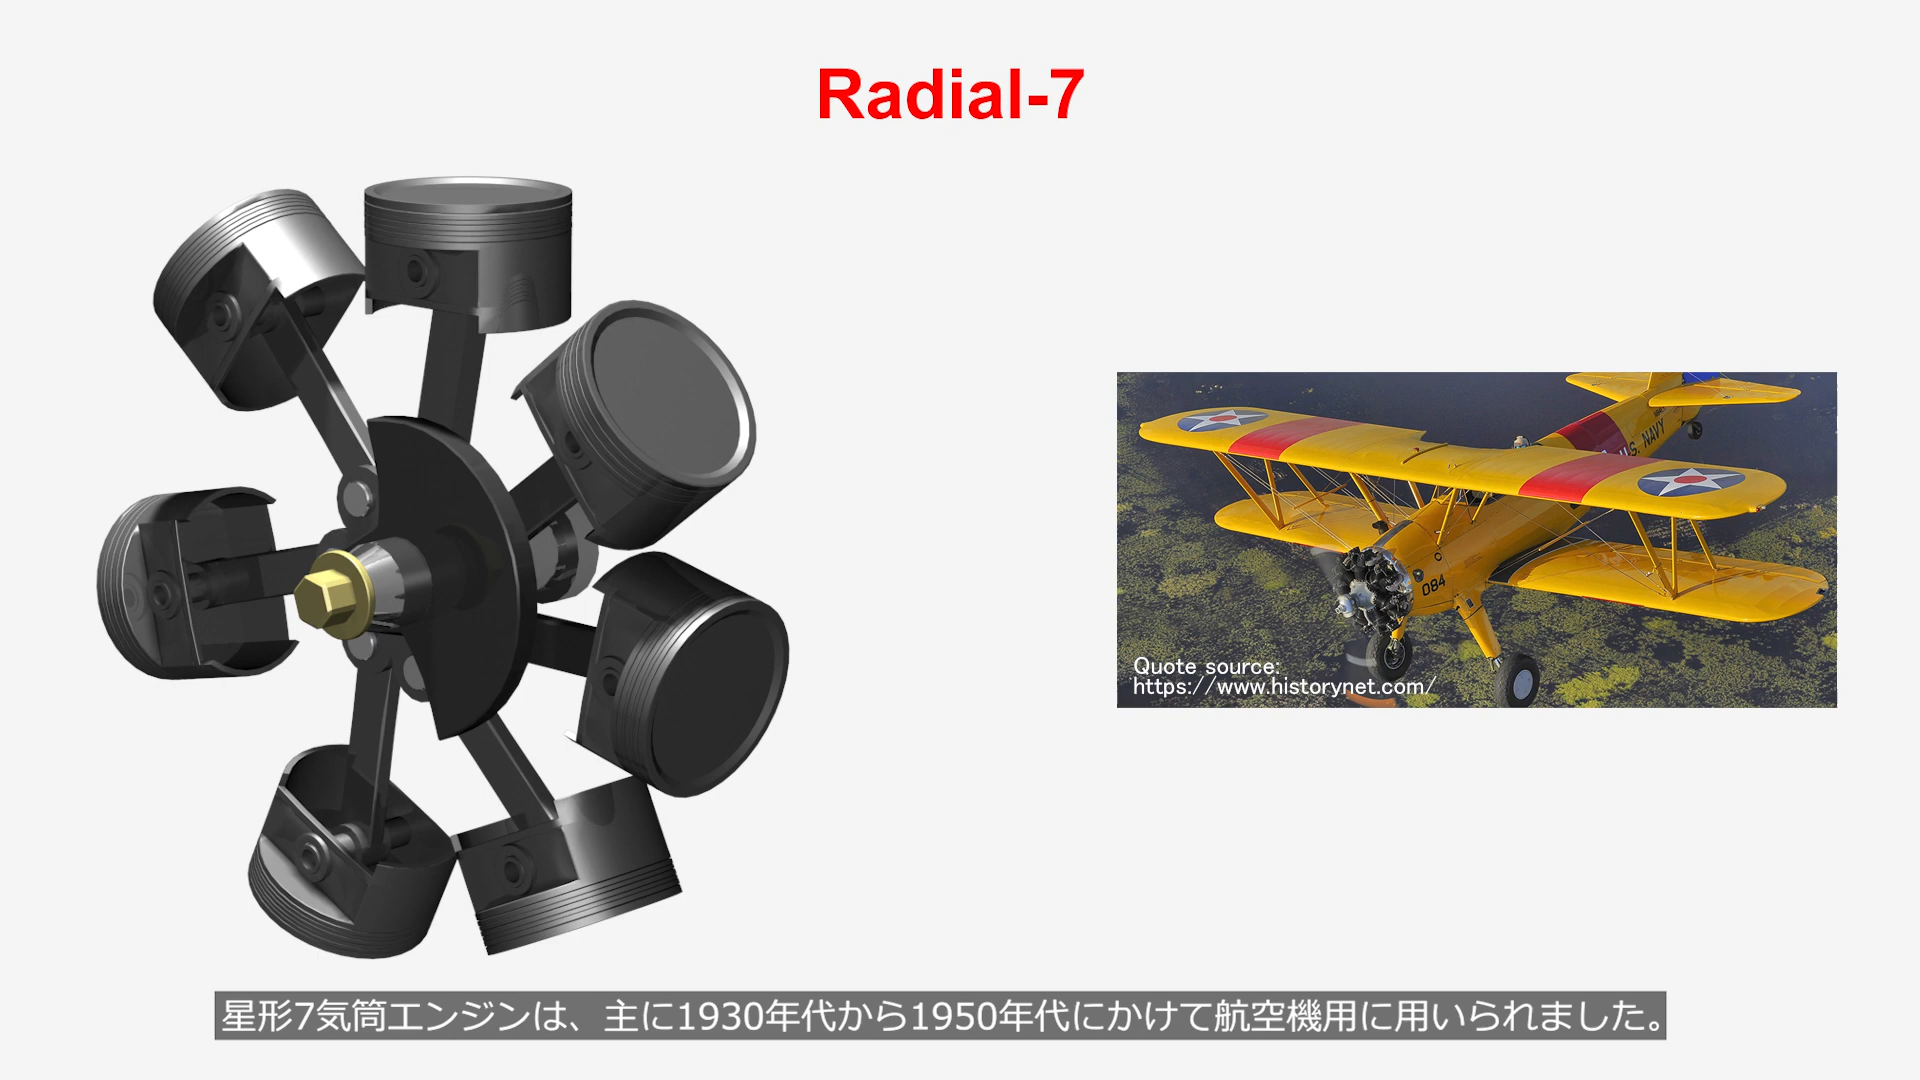 Radial-7
U.S. NAVY
084
Quote source:
https://www.historynet.com/
星形7気筒エンジンは、主に1930年代から1950年代にかけて航空機用に用いられました。